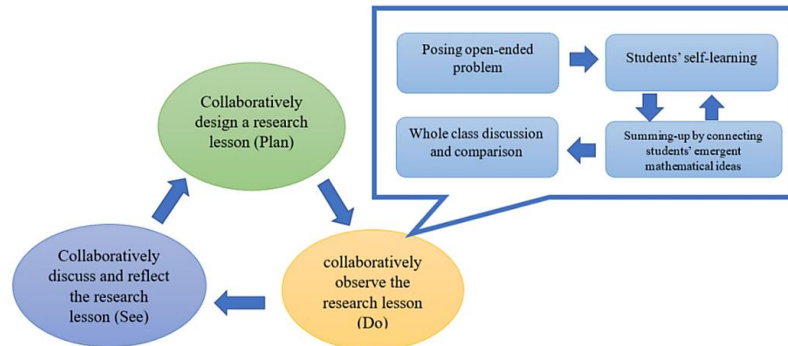 Posing open-ended
problem
Students' self-learning
Whole class discussion
and comparison
Summing-up by connecting
students' emergent
mathematical ideas
Collaboratively
design a research
lesson (Plan)
Collaboratively
discuss and reflect
the research
lesson (See)
collaboratively
observe the
research lesson
(Do)